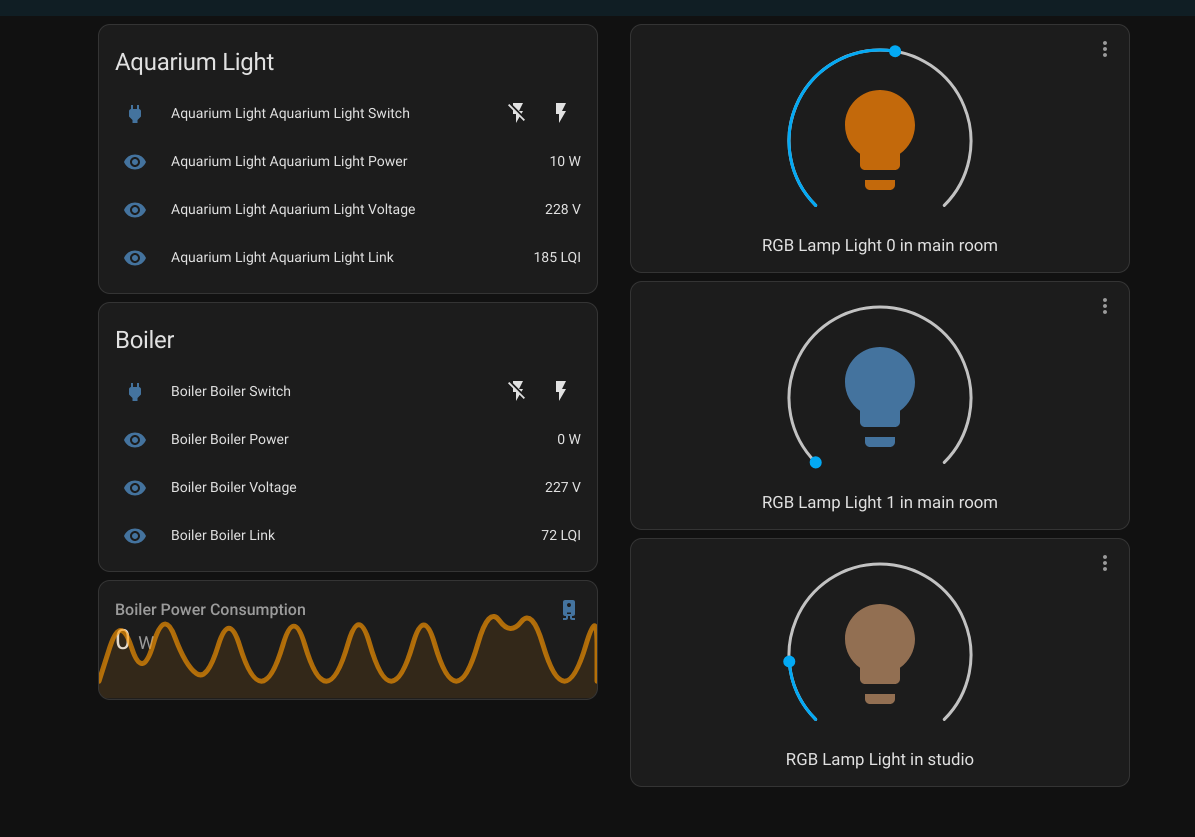 Aquarium Light
Aquarium Light Aquarium Light Switch
Aquarium Light Aquarium Light Power 10 W
Aquarium Light Aquarium Light Voltage 228 V
Aquarium Light Aquarium Light Link 185 LQI
Boiler
Boiler Boiler Switch
Boiler Boiler Power 0 W
Boiler Boiler Voltage 227 V
Boiler Boiler Link 72 LQI
Boiler Power Consumption
0 W
RGB Lamp Light 0 in main room
RGB Lamp Light 1 in main room
RGB Lamp Light in studio